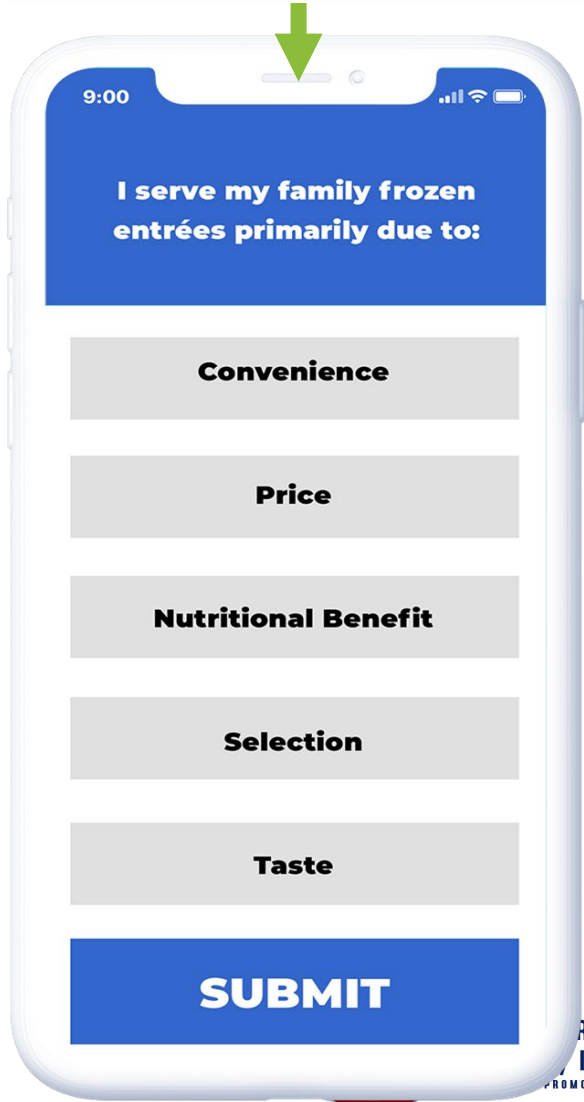 9:00
I serve my family frozen
entrées primarily due to:
Convenience
Price
Nutritional Benefit
Selection
Taste
SUBMIT